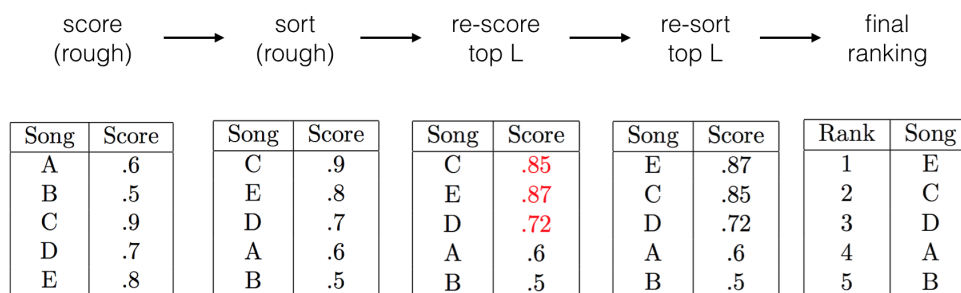 score
(rough)
sort
(rough)
re-score
top L
re-sort
top L
final
ranking
Song Score
A .6
B .5
C .9
D .7
E .8
Song Score
C .9
E .8
D .7
A .6
B .5
Song Score
C .85
E .87
D .72
A .6
B .5
Song Score
E .87
C .85
D .72
A .6
B .5
Rank Song
1 E
2 C
3 D
4 A
5 B